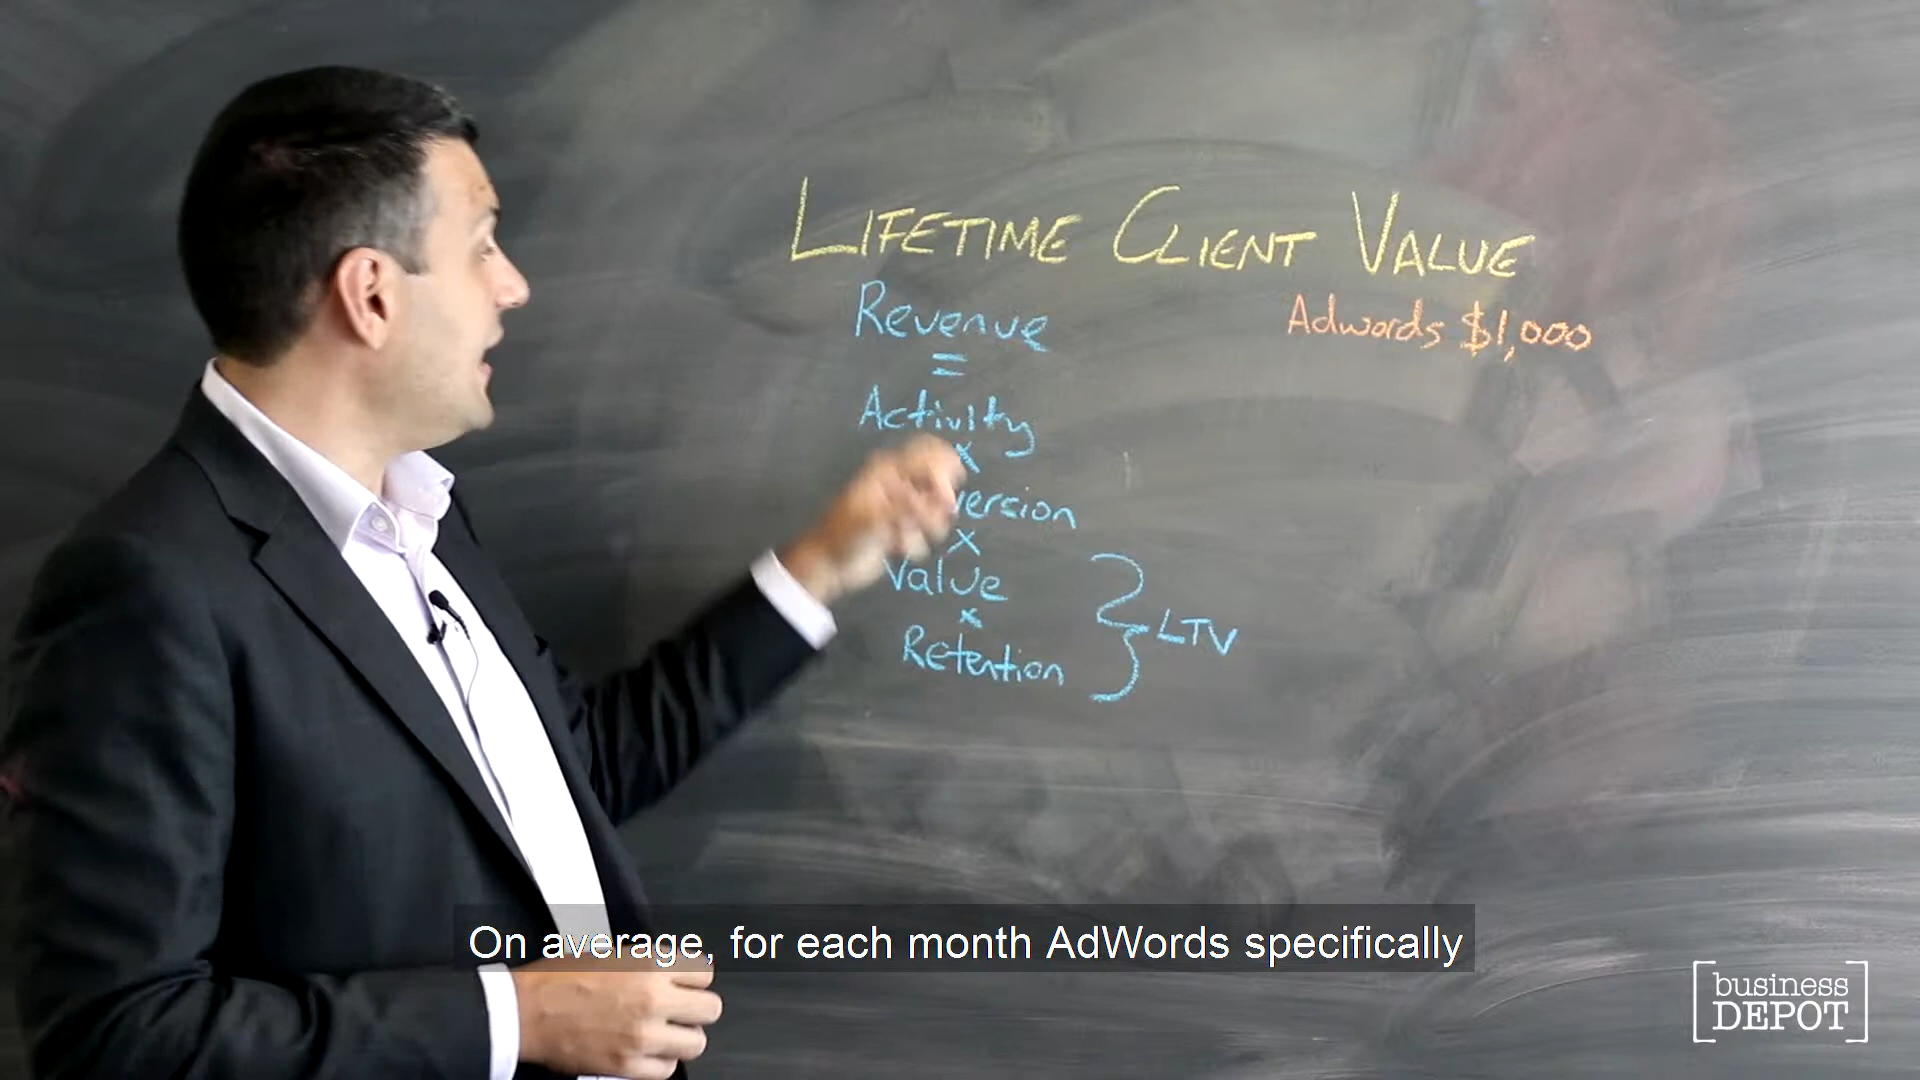 LIFETIME CLIENT VALUE
Revenue
=
Adwords $1,000
Activity
x
version
x
Value
x
Retention
LTV
On average, for each month AdWords specifically
[business
DEPOT]